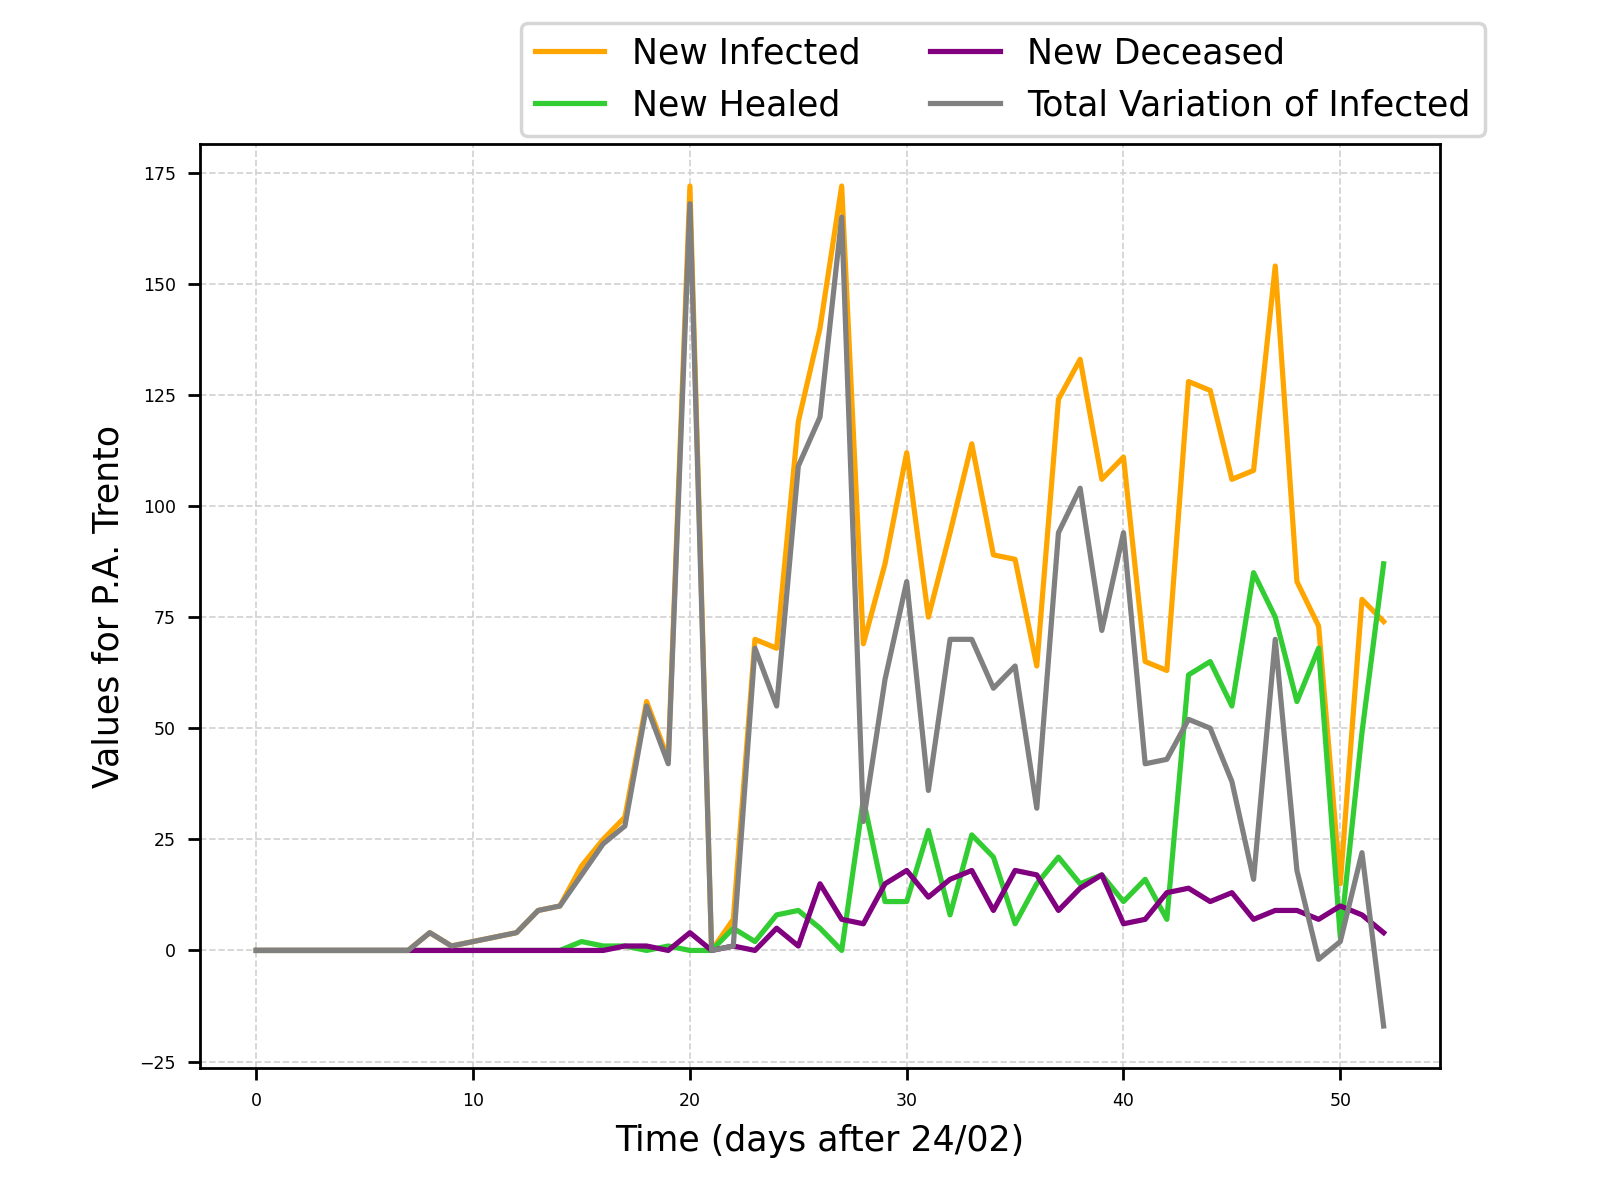 New Infected
New Healed
New Deceased
Total Variation of Infected
Values for P.A. Trento
175
150
125
100
75
50
25
0
−25
0 10 20 30 40 50
Time (days after 24/02)